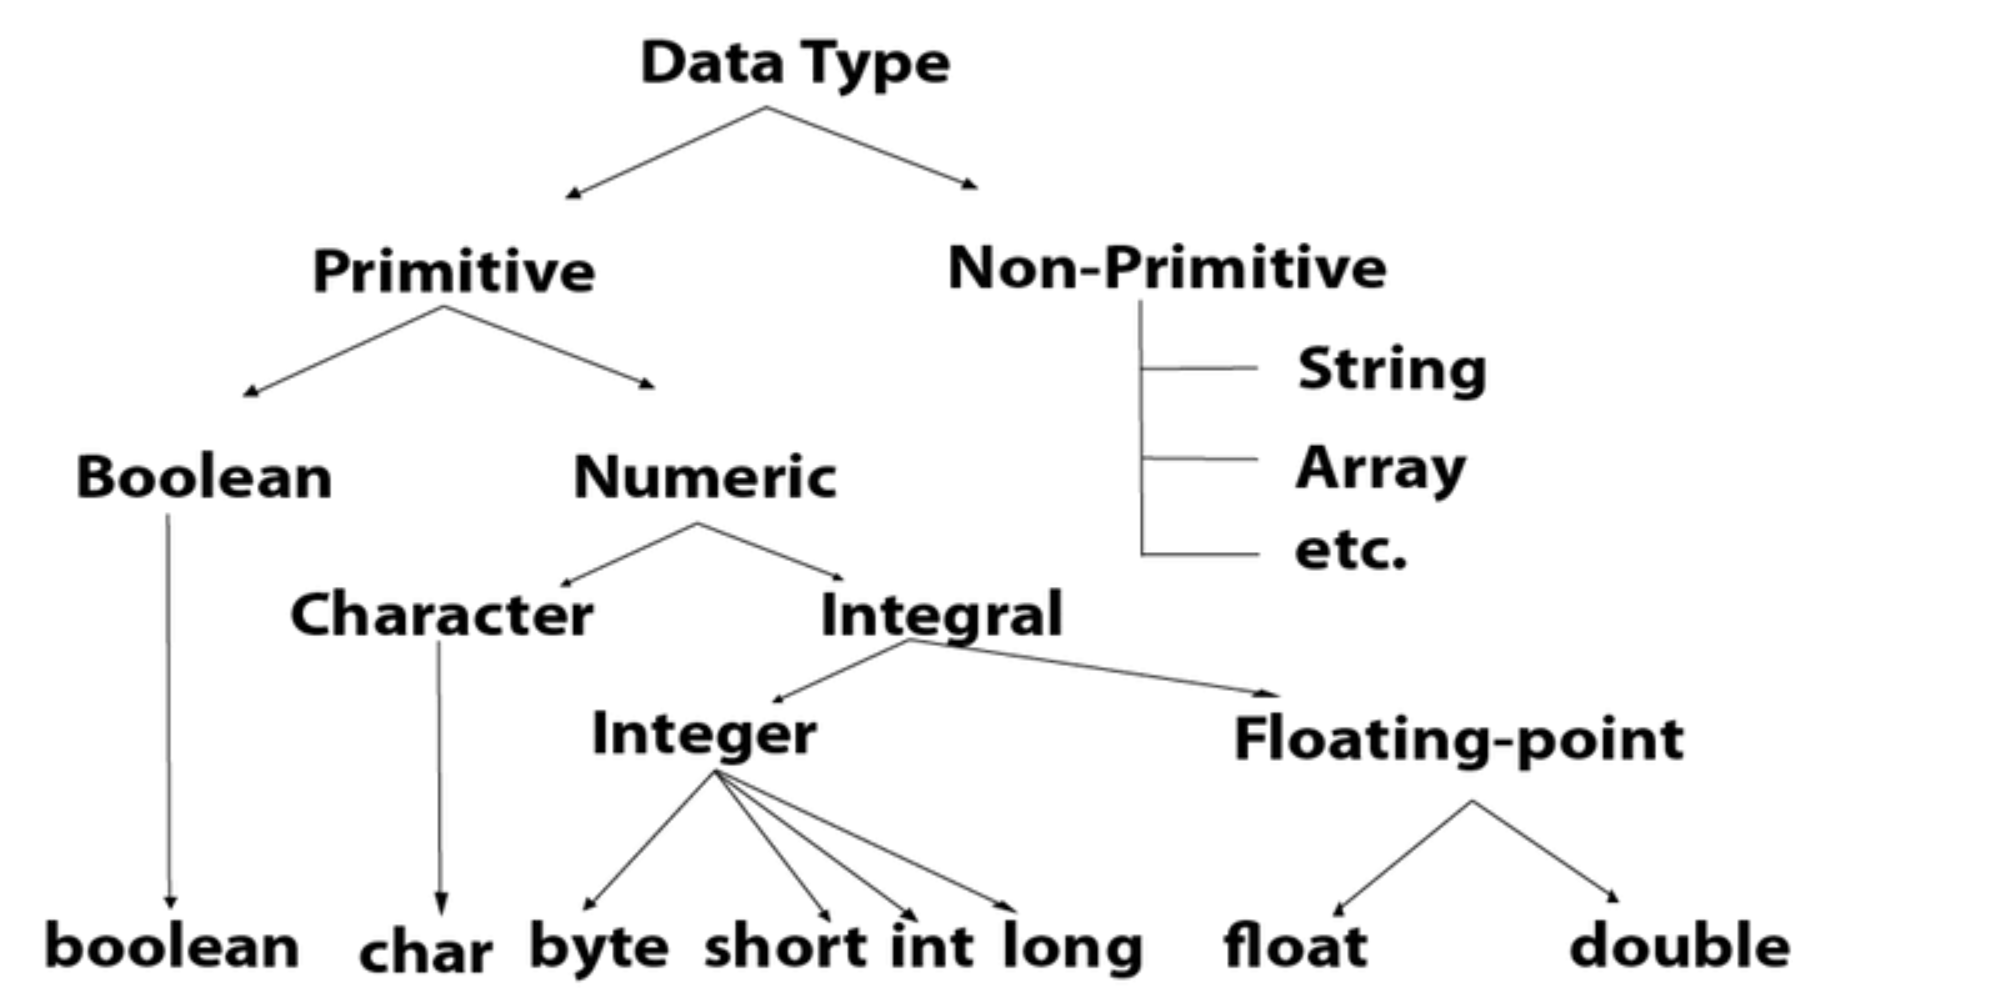 Data Type
Primitive
Non-Primitive
String
Array
etc.
Boolean
Numeric
Character
Integral
Integer
Floating-point
boolean
char
byte
short
int
long
float
double